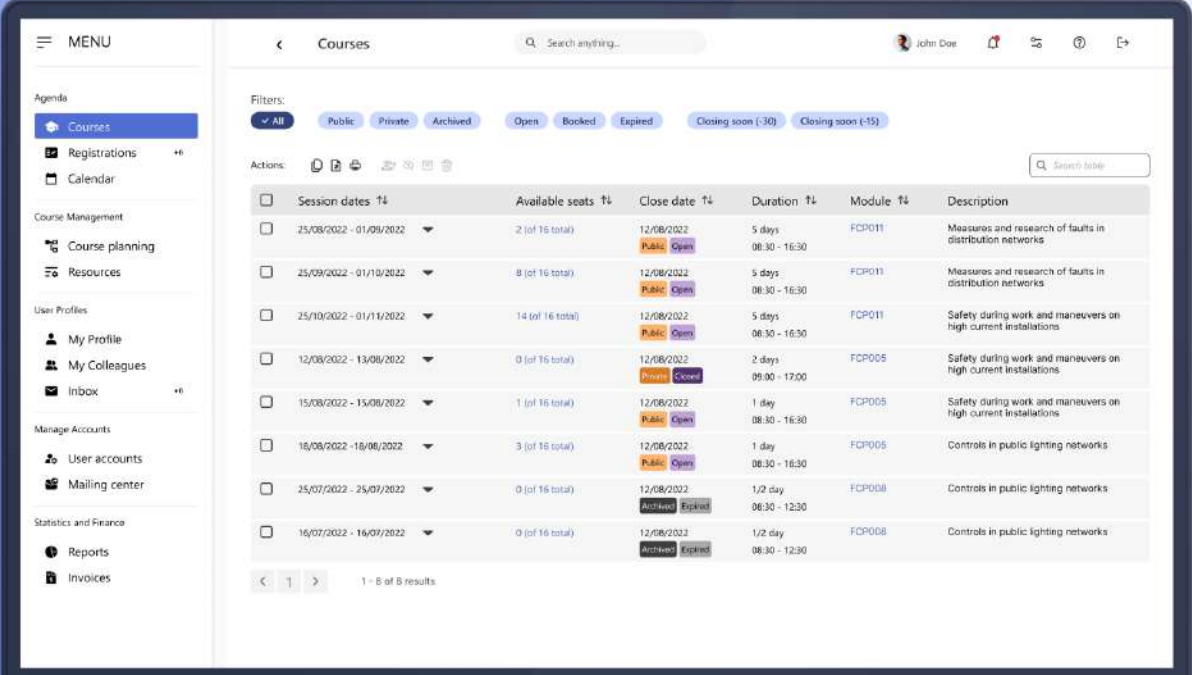 MENU
Courses
Search anything...
John Doe
Agenda
Courses
Registrations +6
Calendar
Course Management
Course planning
Resources
User Profiles
My Profile
My Colleagues
Inbox +6
Manage Accounts
User accounts
Mailing center
Statistics and Finance
Reports
Invoices
Filters:
All Public Private Archived Open Booked Expired Closing soon (-30) Closing soon (-15)
Actions:
Search table
Session dates Available seats Close date Duration Module Description
25/08/2022 - 01/09/2022 2 (of 16 total) 12/08/2022 5 days FCP011 Measures and research of faults in
distribution networks
Public Open 08:30 - 16:30
25/09/2022 - 01/10/2022 8 (of 16 total) 12/08/2022 5 days FCP011 Measures and research of faults in
distribution networks
Public Open 08:30 - 16:30
25/10/2022 - 01/11/2022 14 (of 16 total) 12/08/2022 5 days FCP011 Safety during work and maneuvers on
high current installations
Public Open 08:30 - 16:30
12/08/2022 - 13/08/2022 0 (of 16 total) 12/08/2022 2 days FCP005 Safety during work and maneuvers on
high current installations
Private Closed 09:00 - 17:00
15/08/2022 - 15/08/2022 1 (of 16 total) 12/08/2022 1 day FCP005 Safety during work and maneuvers on
high current installations
Public Open 08:30 - 16:30
18/08/2022 -18/08/2022 3 (of 16 total) 12/08/2022 1 day FCP005 Controls in public lighting networks
Public Open 08:30 - 16:30
25/07/2022 - 25/07/2022 0 (of 16 total) 12/08/2022 1/2 day FCP008 Controls in public lighting networks
Archived Expired 08:30 - 12:30
16/07/2022 - 16/07/2022 0 (of 16 total) 12/08/2022 1/2 day FCP008 Controls in public lighting networks
Archived Expired 08:30 - 12:30
1 1 - 8 of 8 results